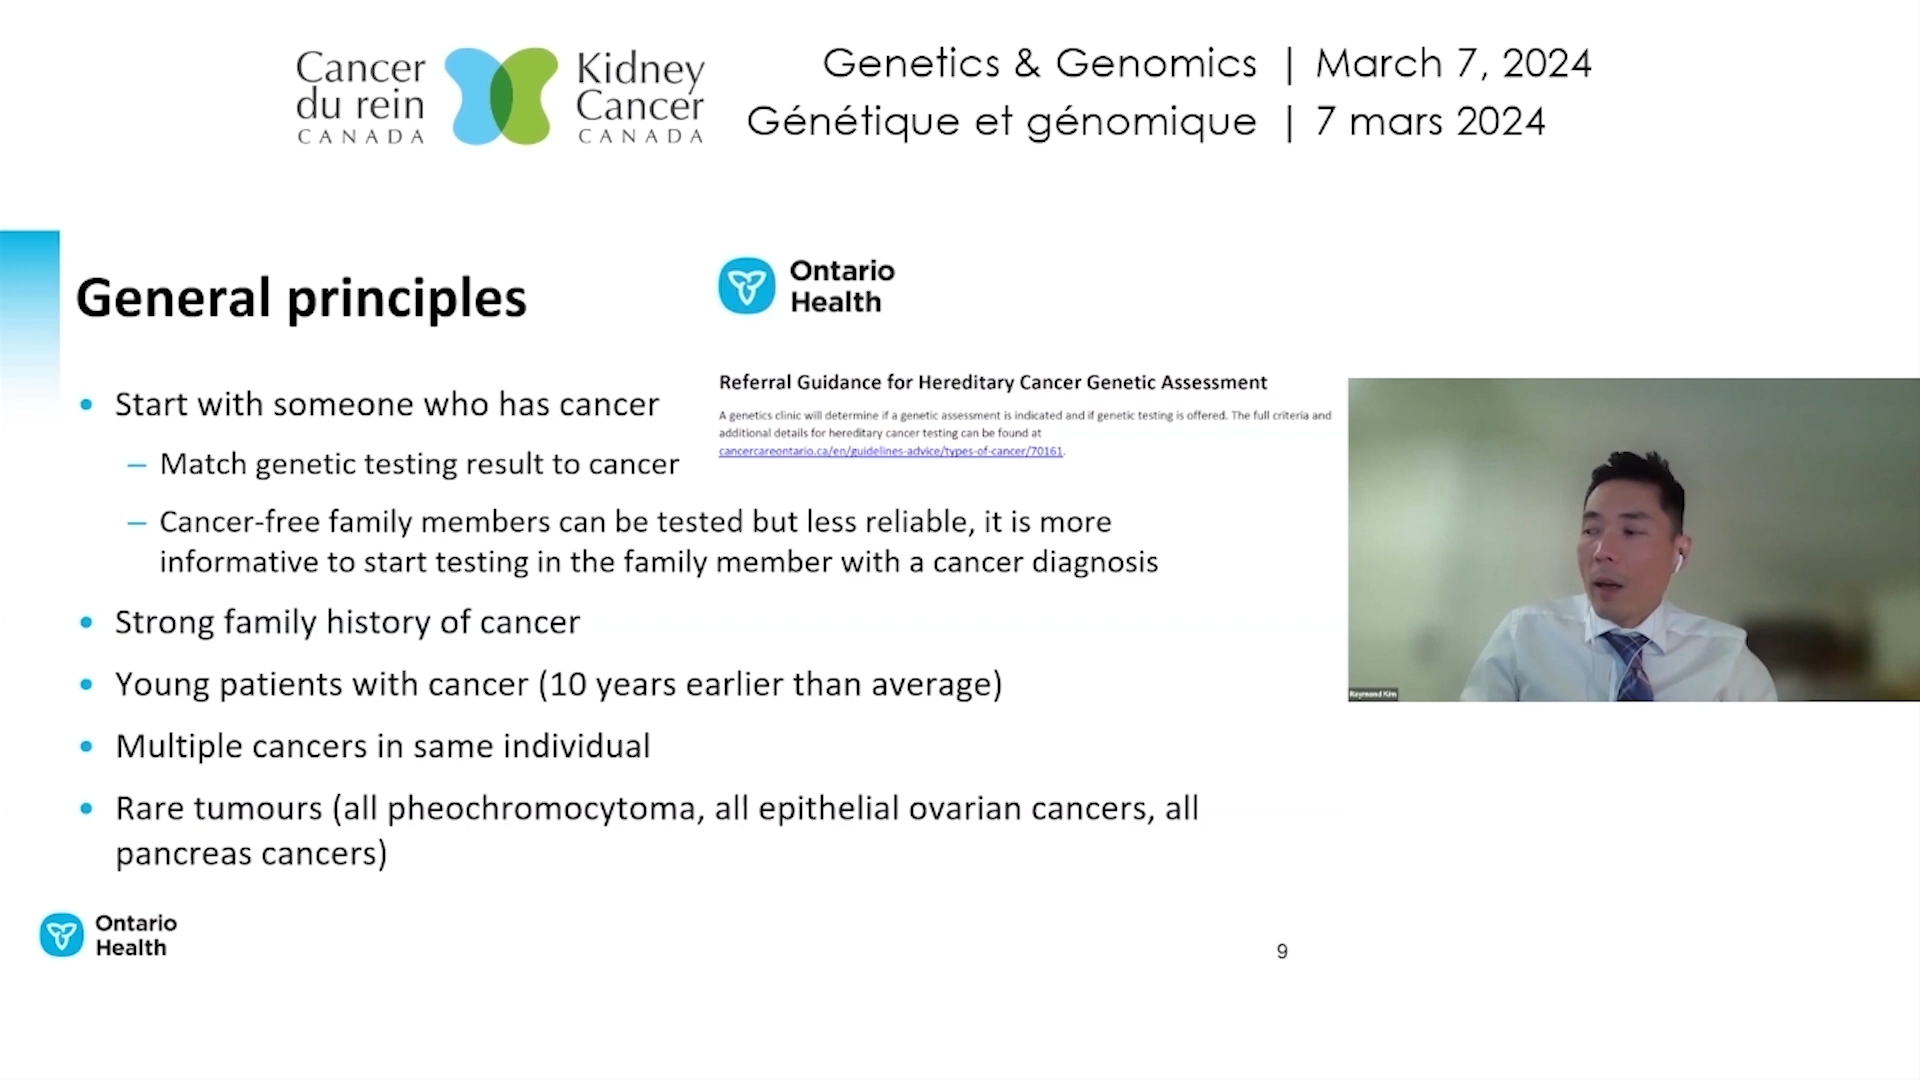 Cancer
du rein
CANADA
Kidney
Cancer
CANADA
Genetics & Genomics | March 7, 2024
Génétique et génomique | 7 mars 2024
General principles
Ontario
Health
Referral Guidance for Hereditary Cancer Genetic Assessment
A genetics clinic will determine if a genetic assessment is indicated and if genetic testing is offered. The full criteria and
additional details for hereditary cancer testing can be found at
cancercareontario.ca/en/guidelines-advice/types-of-cancer/70161.
• Start with someone who has cancer
– Match genetic testing result to cancer
– Cancer-free family members can be tested but less reliable, it is more
informative to start testing in the family member with a cancer diagnosis
• Strong family history of cancer
• Young patients with cancer (10 years earlier than average)
• Multiple cancers in same individual
• Rare tumours (all pheochromocytoma, all epithelial ovarian cancers, all
pancreas cancers)
Raymond Kim
Ontario
Health
9